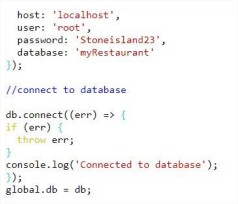 host: 'localhost',
user: 'root',
password: 'Stoneisland23',
database: 'myRestaurant'
});
//connect to database
db.connect((err) => {
if (err) {
throw err;
}
console.log('Connected to database');
});
global.db = db;